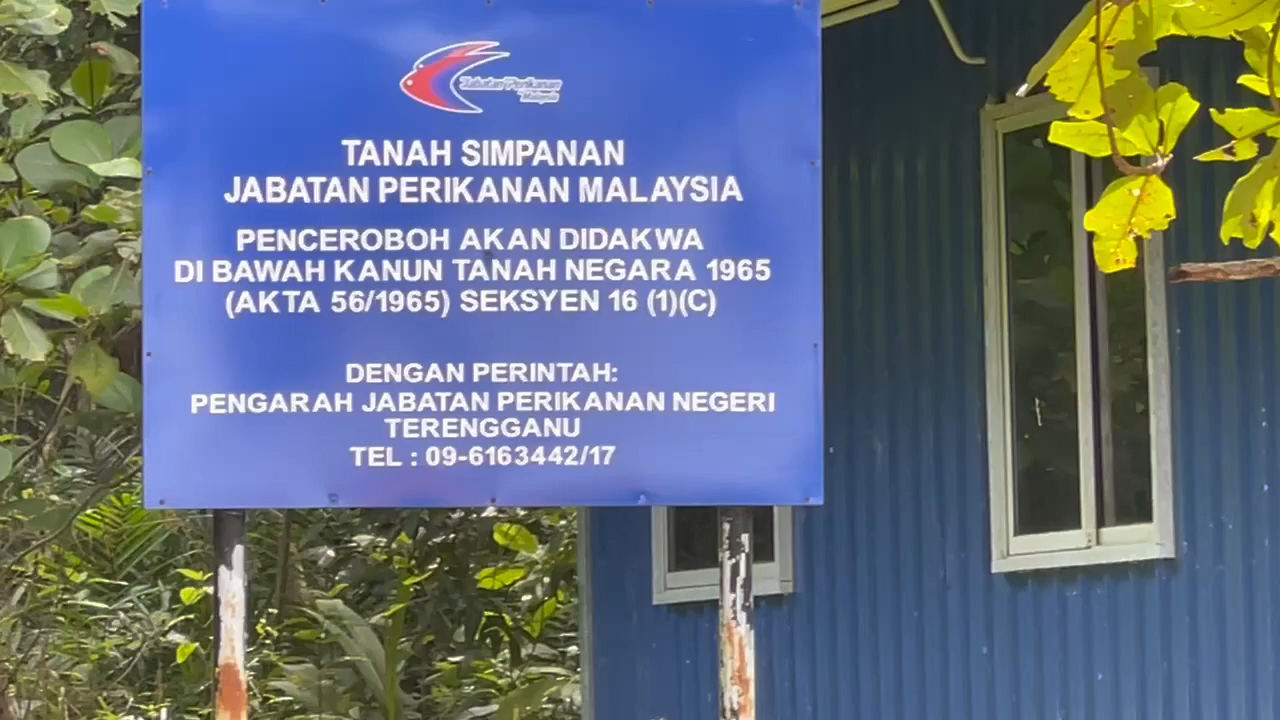 Jabatan Perikanan
Malaysia
TANAH SIMPANAN
JABATAN PERIKANAN MALAYSIA
PENCEROBOH AKAN DIDAKWA
DI BAWAH KANUN TANAH NEGARA 1965
(AKTA 56/1965) SEKSYEN 16 (1)(C)
DENGAN PERINTAH:
PENGARAH JABATAN PERIKANAN NEGERI
TERENGGANU
TEL : 09-6163442/17